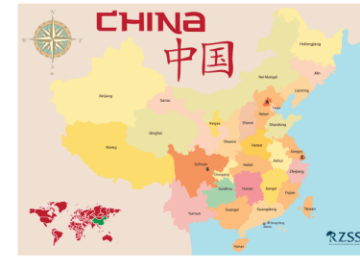 CHINA
中国
Heilongjiang
Nei Mongol
Jilin
Liaoning
Xinjiang
Gansu
Hebei
Shanxi
Shandong
Ningxia
Qinghai
Shaanxi
Henan
Jiangsu
Xizang
Sichuan
Hubei
Anhui
Chongqing
Zhejiang
Guizhou
Hunan
Jiangxi
Fujian
Yunnan
Guangxi
Guangdong
Taiwan
Hainan
RZSS